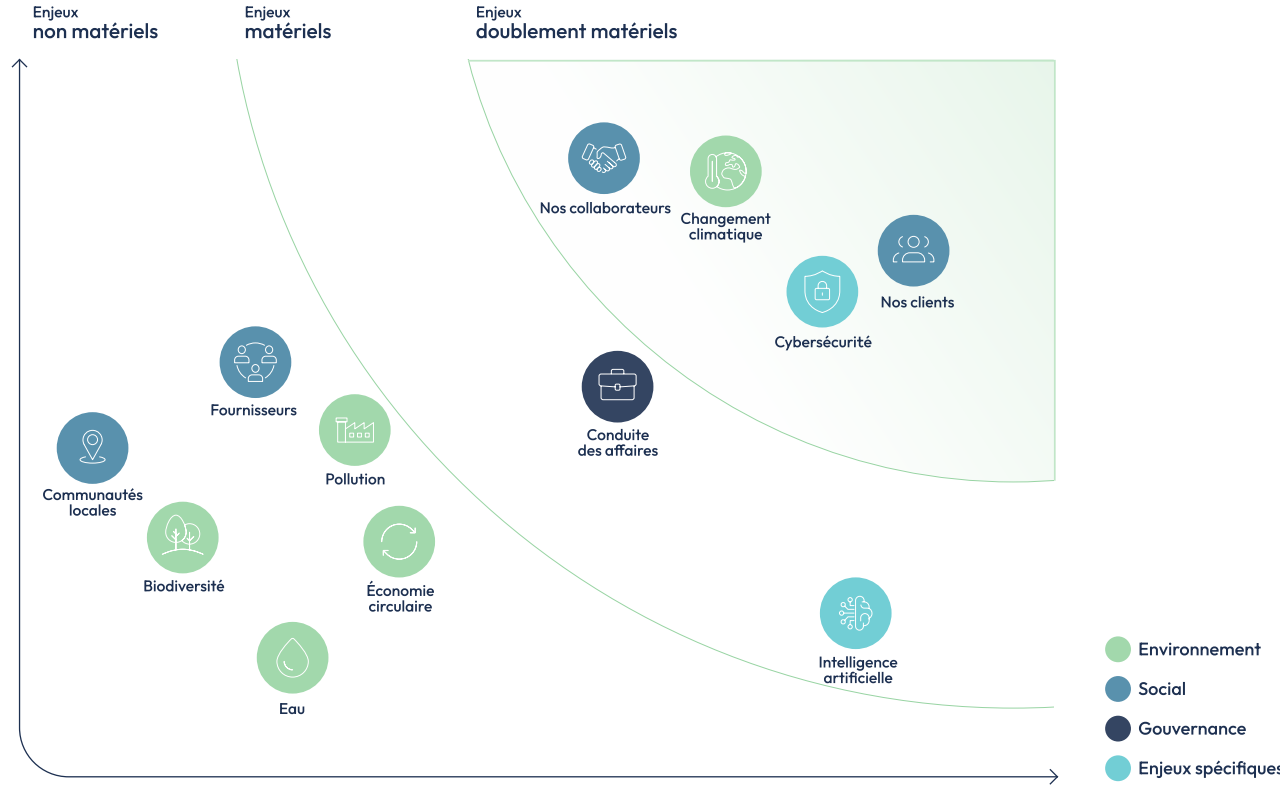 Enjeux
non matériels
Enjeux
matériels
Enjeux
doublement matériels
Nos collaborateurs
Changement
climatique
Nos clients
Cybersécurité
Fournisseurs
Conduite
des affaires
Pollution
Communautés
locales
Biodiversité
Économie
circulaire
Eau
Intelligence
artificielle
Environnement
Social
Gouvernance
Enjeux spécifiques